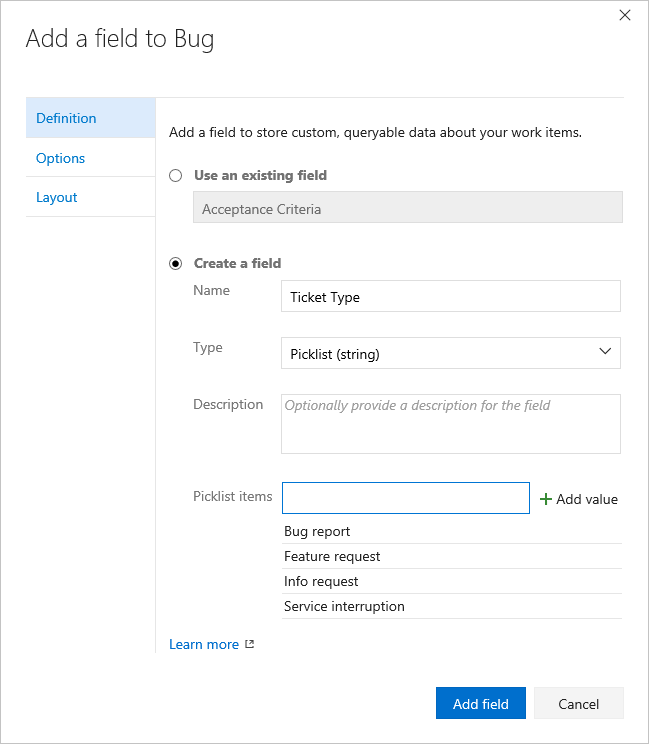 Add a field to Bug
Definition
Options
Layout
Add a field to store custom, queryable data about your work items.
Use an existing field
Acceptance Criteria
Create a field
Name
Ticket Type
Type
Picklist (string)
Description
Optionally provide a description for the field
Picklist items
Add value
Bug report
Feature request
Info request
Service interruption
Learn more
Add field
Cancel